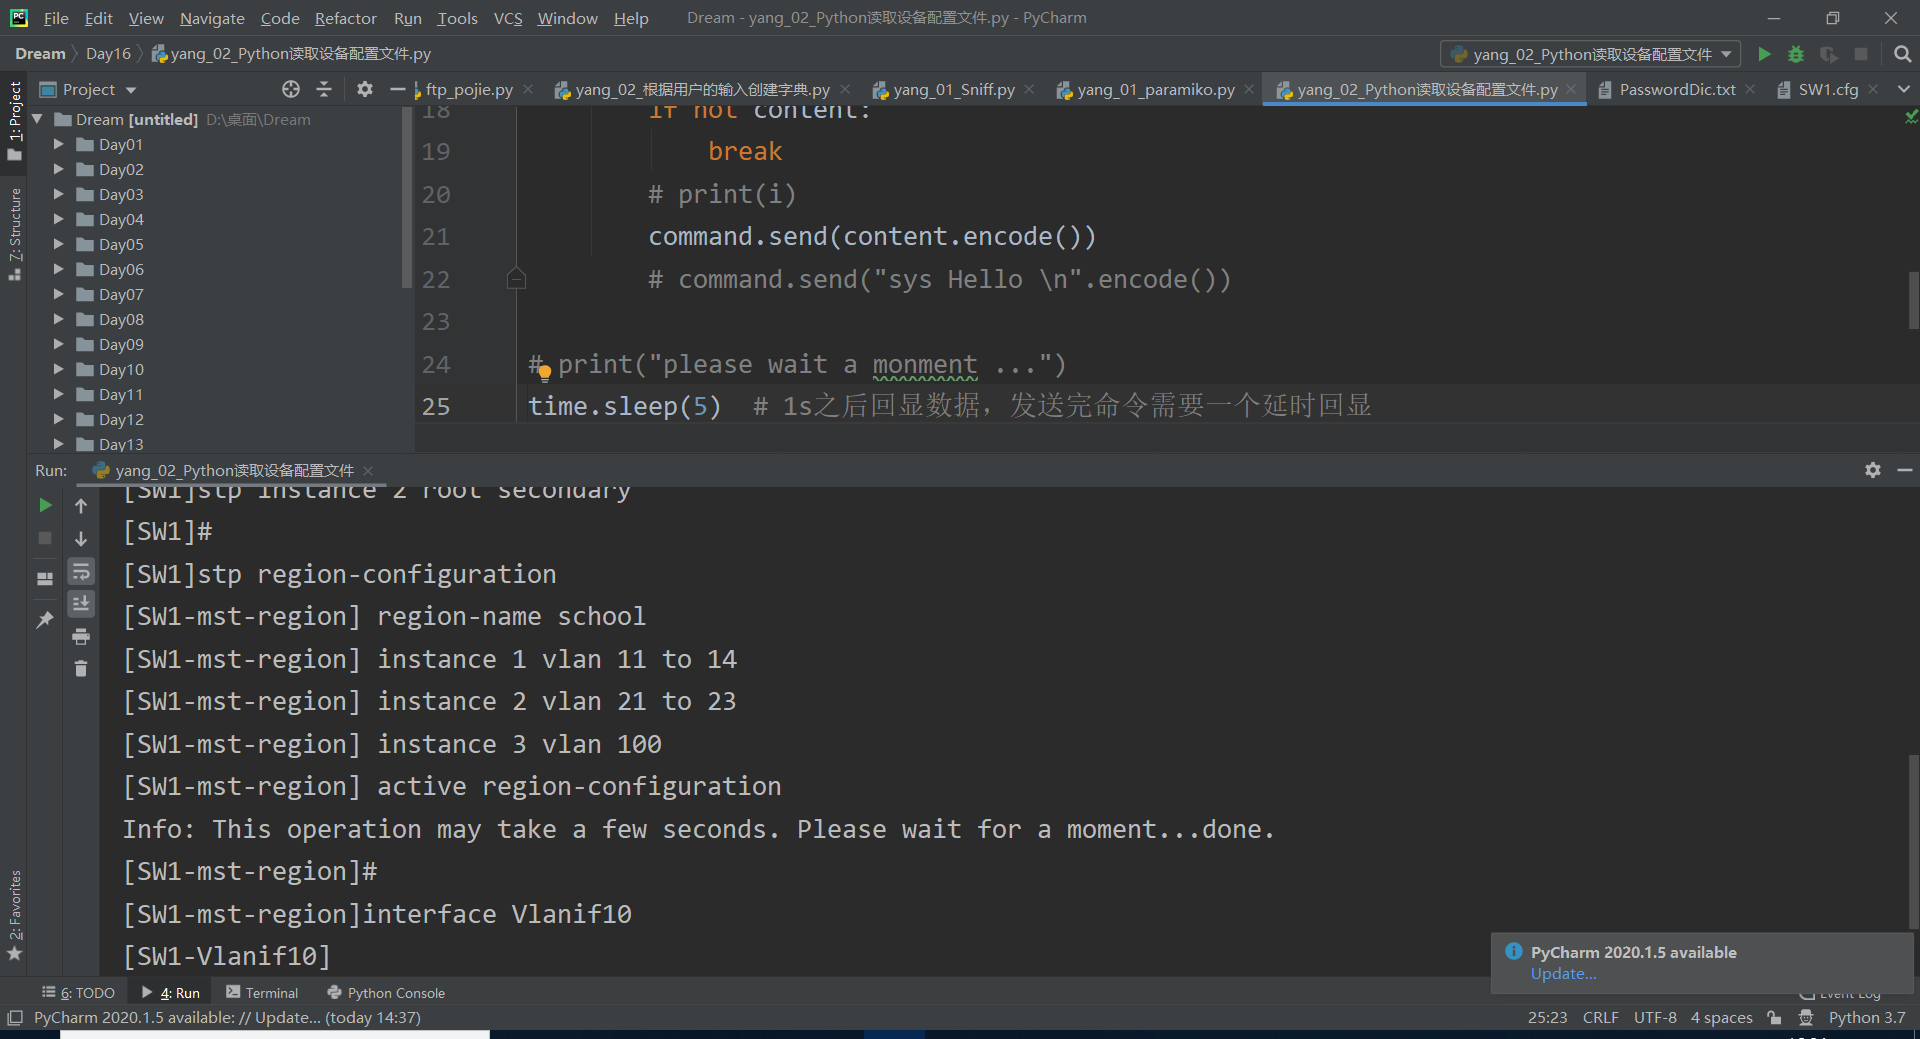 File Edit View Navigate Code Refactor Run Tools VCS Window Help Dream - yang_02_Python读取设备配置文件.py - PyCharm
Dream Day16 yang_02_Python读取设备配置文件.py yang_02_Python读取设备配置文件
1: Project
7: Structure
2: Favorites
Project
ftp_pojie.py yang_02_根据用户的输入创建字典.py yang_01_Sniff.py yang_01_paramiko.py yang_02_Python读取设备配置文件.py PasswordDic.txt SW1.cfg
Dream [untitled] D:\桌面\Dream
Day01
Day02
Day03
Day04
Day05
Day06
Day07
Day08
Day09
Day10
Day11
Day12
Day13
18 if not content:
19 break
20 # print(i)
21 command.send(content.encode())
22 # command.send("sys Hello \n".encode())
23
24 # print("please wait a monment ...")
25 time.sleep(5) # 1s之后回显数据，发送完命令需要一个延时回显
Run: yang_02_Python读取设备配置文件
[SW1]stp instance 2 root secondary
[SW1]#
[SW1]stp region-configuration
[SW1-mst-region] region-name school
[SW1-mst-region] instance 1 vlan 11 to 14
[SW1-mst-region] instance 2 vlan 21 to 23
[SW1-mst-region] instance 3 vlan 100
[SW1-mst-region] active region-configuration
Info: This operation may take a few seconds. Please wait for a moment...done.
[SW1-mst-region]#
[SW1-mst-region]interface Vlanif10
[SW1-Vlanif10]
PyCharm 2020.1.5 available
Update...
6: TODO 4: Run Terminal Python Console Event Log
PyCharm 2020.1.5 available: // Update... (today 14:37) 25:23 CRLF UTF-8 4 spaces Python 3.7